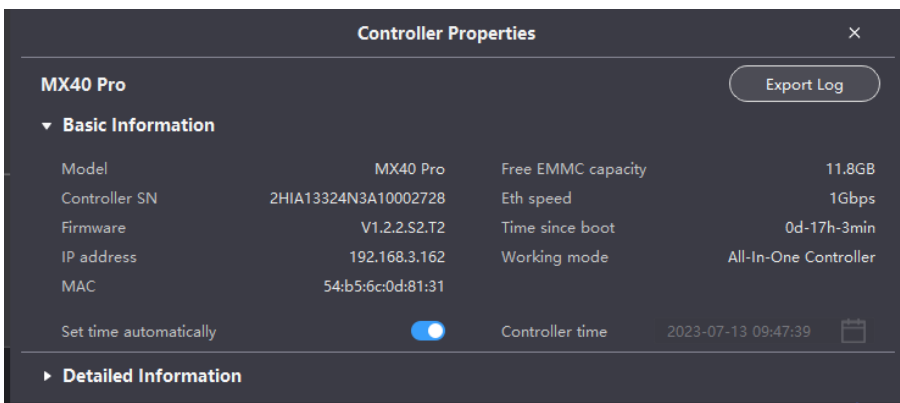 Controller Properties
MX40 Pro
Export Log
Basic Information
Model MX40 Pro Free EMMC capacity 11.8GB
Controller SN 2HIA13324N3A10002728 Eth speed 1Gbps
Firmware V1.2.2.S2.T2 Time since boot 0d-17h-3min
IP address 192.168.3.162 Working mode All-In-One Controller
MAC 54:b5:6c:0d:81:31
Set time automatically Controller time 2023-07-13 09:47:39
Detailed Information